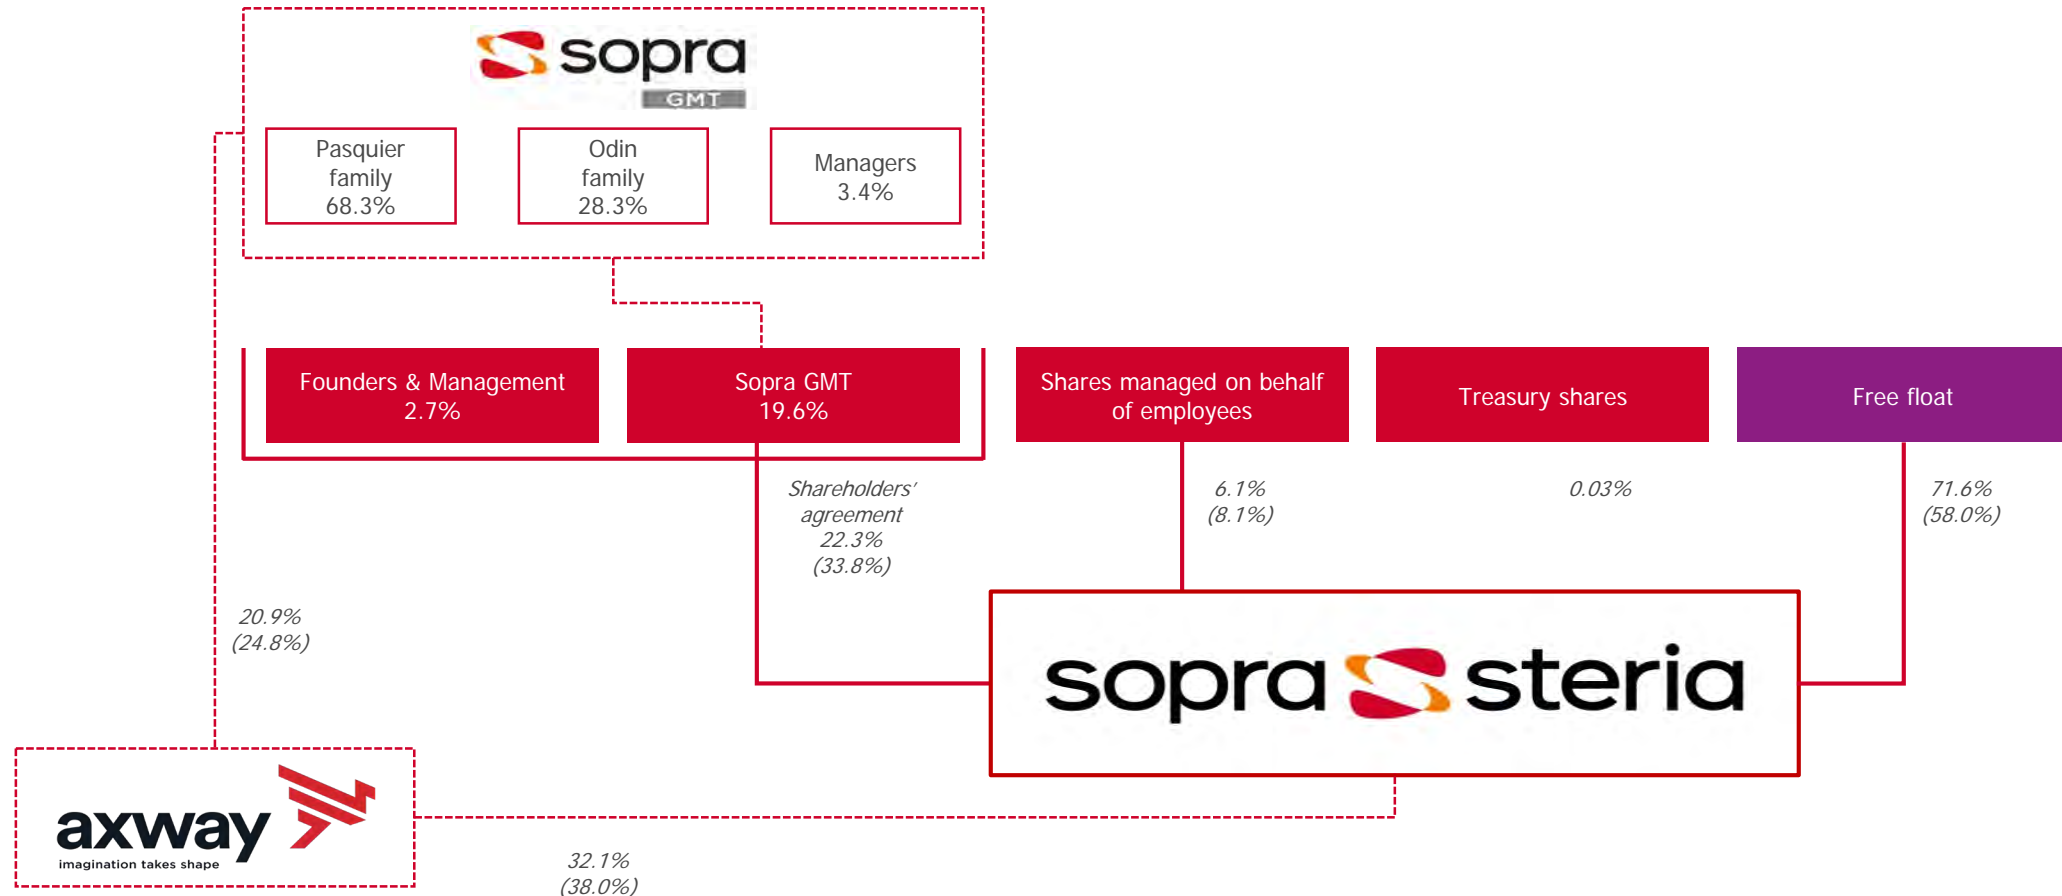 sopra
GMT
Pasquier
family
68.3%
Odin
family
28.3%
Managers
3.4%
Founders & Management
2.7%
Sopra GMT
19.6%
Shares managed on behalf
of employees
Treasury shares
Free float
Shareholders'
agreement
22.3%
(33.8%)
6.1%
(8.1%)
0.03%
71.6%
(58.0%)
20.9%
(24.8%)
sopra steria
axway
imagination takes shape
32.1%
(38.0%)